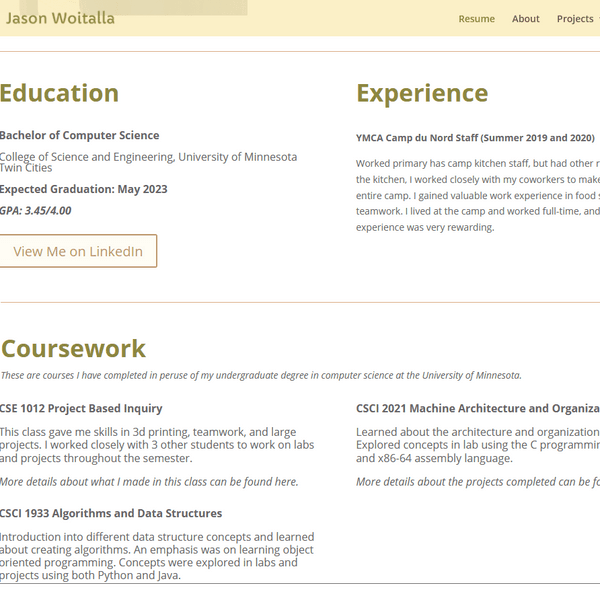 Jason Woitalla
Resume About Projects
Education
Bachelor of Computer Science
College of Science and Engineering, University of Minnesota
Twin Cities
Expected Graduation: May 2023
GPA: 3.45/4.00
View Me on LinkedIn
Experience
YMCA Camp du Nord Staff (Summer 2019 and 2020)
Worked primary has camp kitchen staff, but had other
the kitchen, I worked closely with my coworkers to make
entire camp. I gained valuable work experience in food
teamwork. I lived at the camp and worked full-time, and
experience was very rewarding.
Coursework
These are courses I have completed in peruse of my undergraduate degree in computer science at the University of Minnesota.
CSE 1012 Project Based Inquiry
This class gave me skills in 3d printing, teamwork, and large
projects. I worked closely with 3 other students to work on labs
and projects throughout the semester.
More details about what I made in this class can be found here.
CSCI 1933 Algorithms and Data Structures
Introduction into different data structure concepts and learned
about creating algorithms. An emphasis was on learning object
oriented programming. Concepts were explored in labs and
projects using both Python and Java.
CSCI 2021 Machine Architecture and Organiza
Learned about the architecture and organization
Explored concepts in lab using the C programmin
and x86-64 assembly language.
More details about the projects completed can be